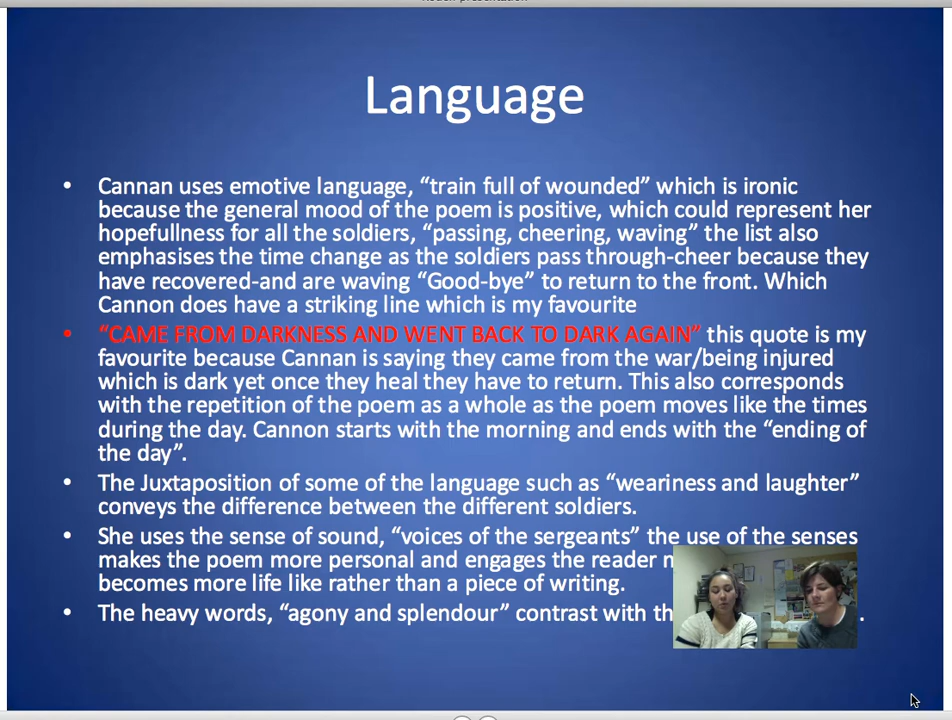 Language
• Cannan uses emotive language, “train full of wounded” which is ironic
because the general mood of the poem is positive, which could represent her
hopefullness for all the soldiers, “passing, cheering, waving” the list also
emphasises the time change as the soldiers pass through-cheer because they
have recovered-and are waving “Good-bye” to return to the front. Which
Cannon does have a striking line which is my favourite
• “CAME FROM DARKNESS AND WENT BACK TO DARK AGAIN” this quote is my
favourite because Cannan is saying they came from the war/being injured
which is dark yet once they heal they have to return. This also corresponds
with the repetition of the poem as a whole as the poem moves like the times
during the day. Cannon starts with the morning and ends with the “ending of
the day”.
• The Juxtaposition of some of the language such as “weariness and laughter”
conveys the difference between the different soldiers.
• She uses the sense of sound, “voices of the sergeants” the use of the senses
makes the poem more personal and engages the reader
becomes more life like rather than a piece of writing.
• The heavy words, “agony and splendour” contrast with